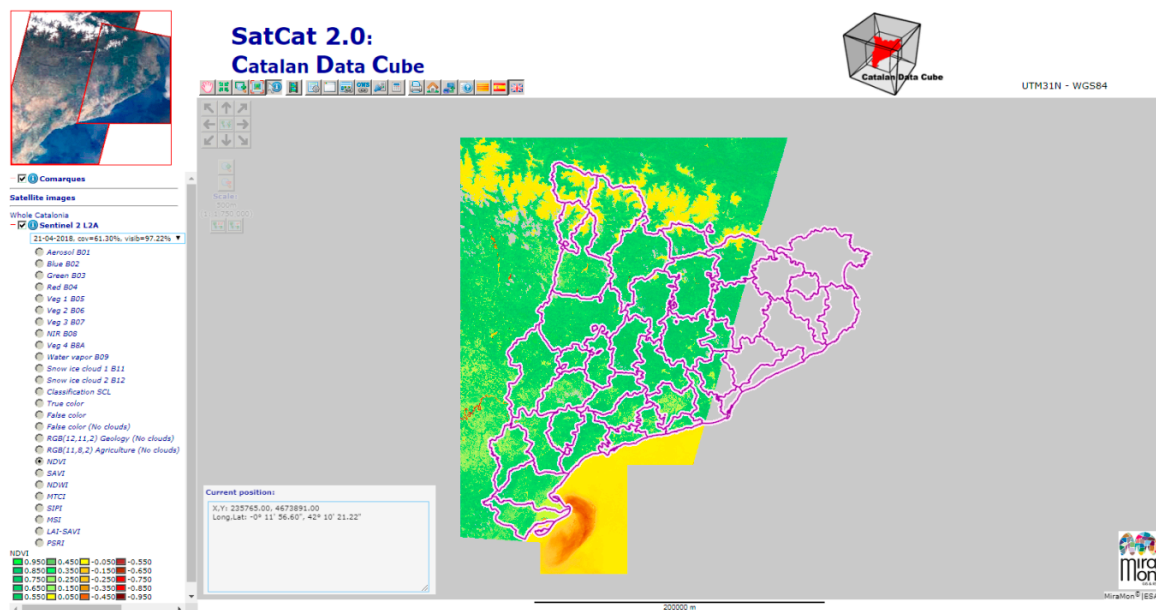 SatCat 2.0:
Catalan Data Cube
Catalan Data Cube
UTM31N - WGS84
Comarques
Satellite images
Whole Catalonia
Sentinel 2 L2A
21-04-2018, csv=61.30%, visib=97.22%
Aerosol B01
Blue B02
Green B03
Red B04
Veg 1 B05
Veg 2 B06
Veg 3 B07
NIR B08
Veg 4 B8A
Water vapor B09
Snow ice cloud 1 B11
Snow ice cloud 2 B12
Classification SCL
True color
False color
False color (No clouds)
RGB(12,11,2) Geology (No clouds)
RGB(11,8,2) Agriculture (No clouds)
NDVI
SAVI
NDWI
MTCI
SIPI
MSI
LAI-SAVI
PSRI
NDVI
0.950 0.450 -0.050 -0.550
0.850 0.350 -0.150 -0.650
0.750 0.250 -0.250 -0.750
0.650 0.150 -0.350 -0.850
0.550 0.050 -0.450 -0.950
Scale:
Current position:
X,Y: 235765.00, 4673891.00
Long,Lat: -0° 11' 56.60", 42° 10' 21.22"
200000 m
Mira
Mon
MiraMon® |ESA